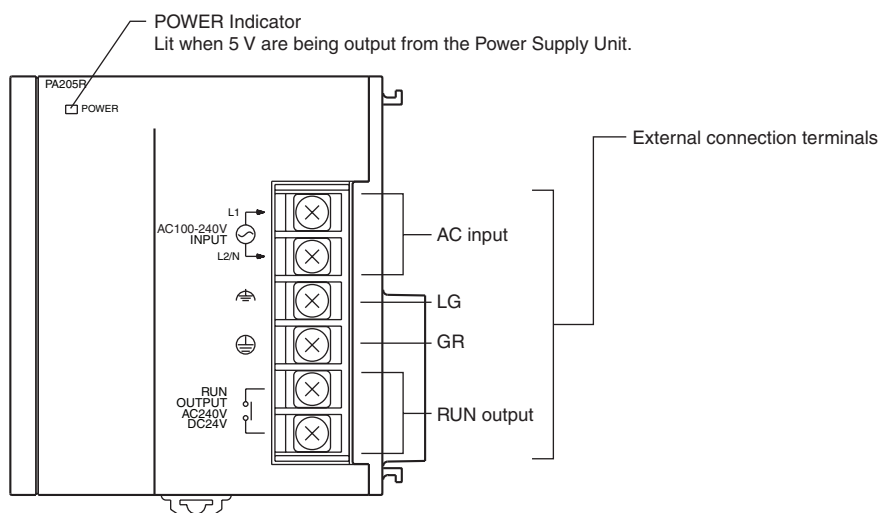 POWER Indicator
Lit when 5 V are being output from the Power Supply Unit.
PA205R
POWER
External connection terminals
L1
AC100-240V
INPUT
L2/N
AC input
LG
GR
RUN
OUTPUT
AC240V
DC24V
RUN output